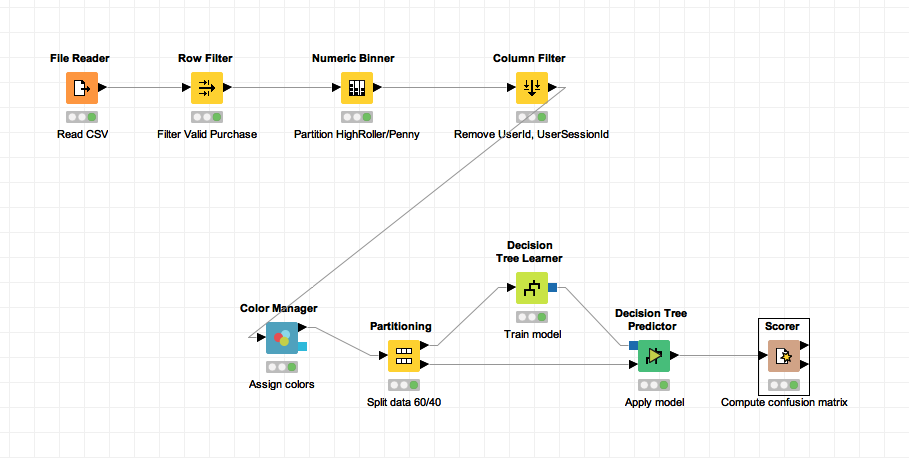 File Reader
Row Filter
Numeric Binner
Column Filter
Read CSV
Filter Valid Purchase
Partition HighRoller/Penny
Remove UserId, UserSessionId
Decision
Tree Learner
Train model
Color Manager
Assign colors
Partitioning
Split data 60/40
Decision Tree
Predictor
Apply model
Scorer
Compute confusion matrix